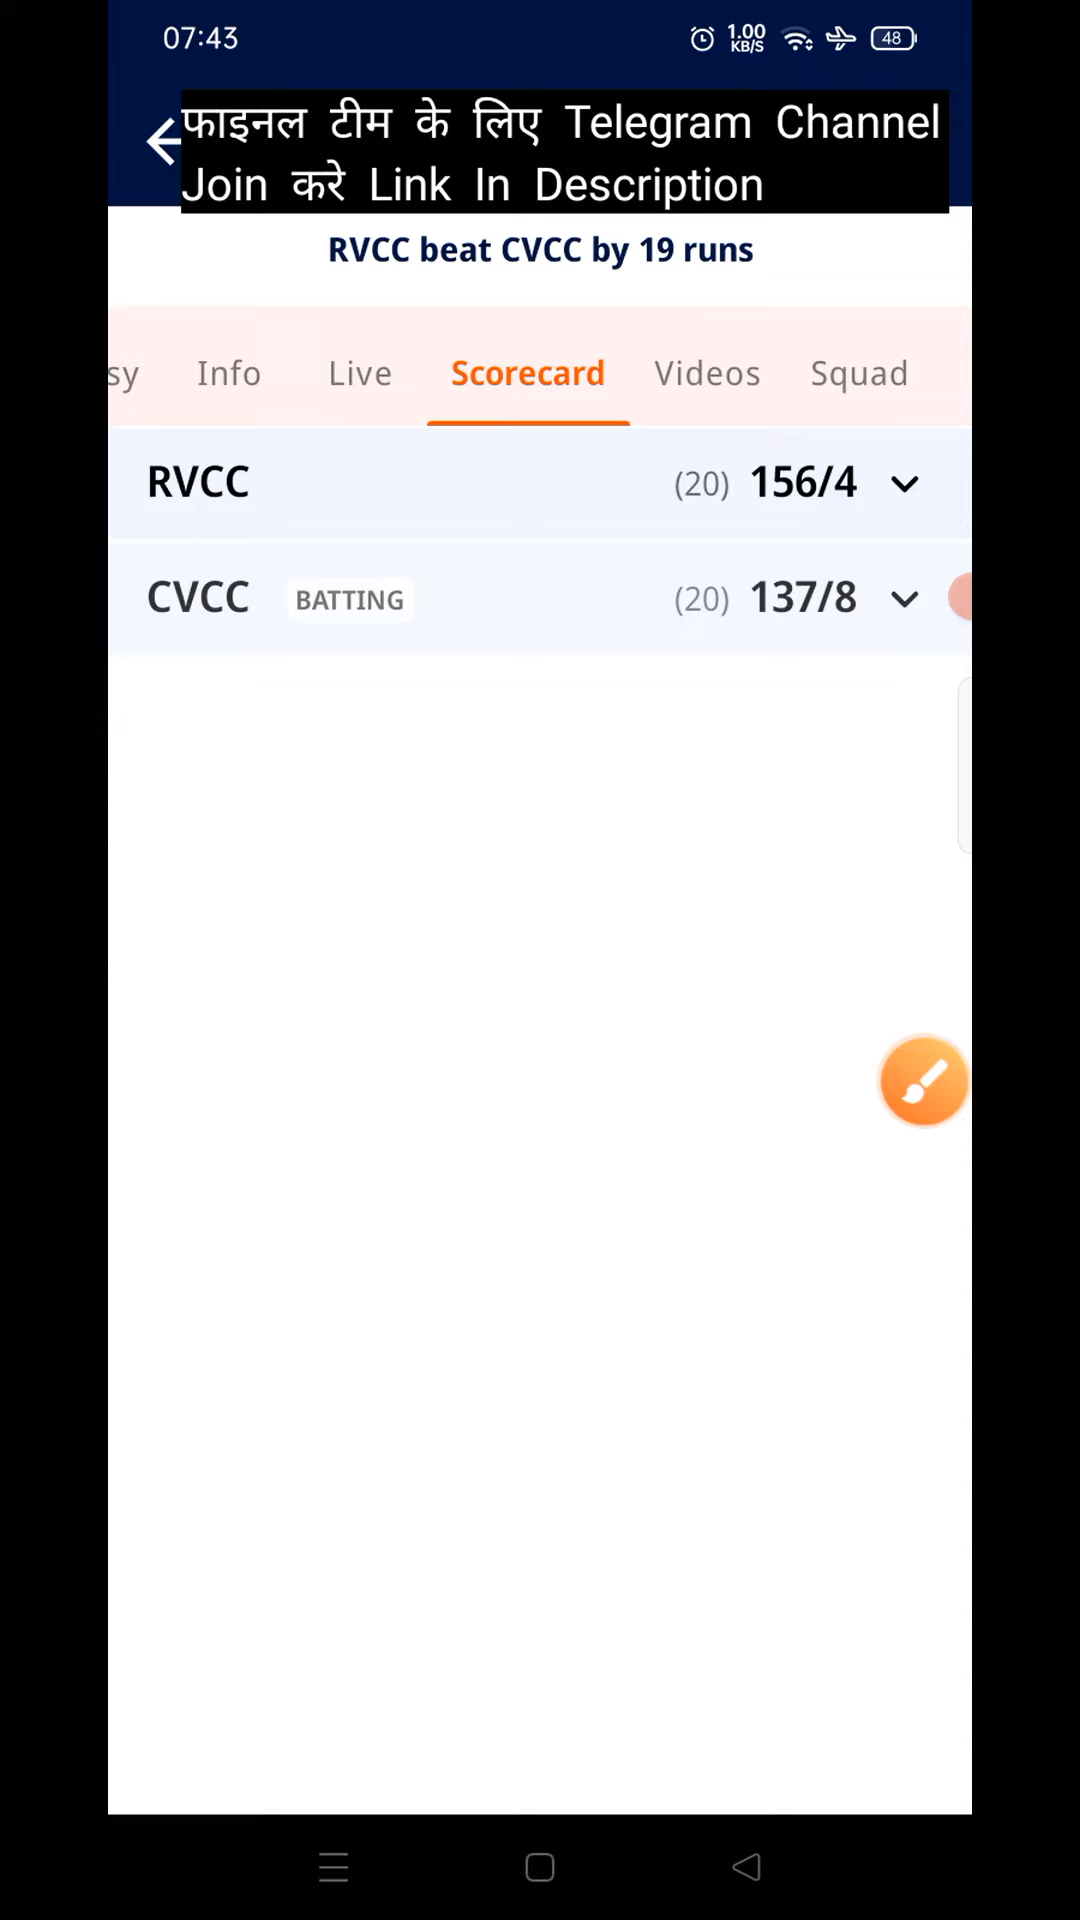 07:43 1.00 KB/S 48
फाइनल टीम के लिए Telegram Channel
Join करे Link In Description
RVCC beat CVCC by 19 runs
sy Info Live Scorecard Videos Squad
RVCC (20) 156/4
CVCC BATTING (20) 137/8